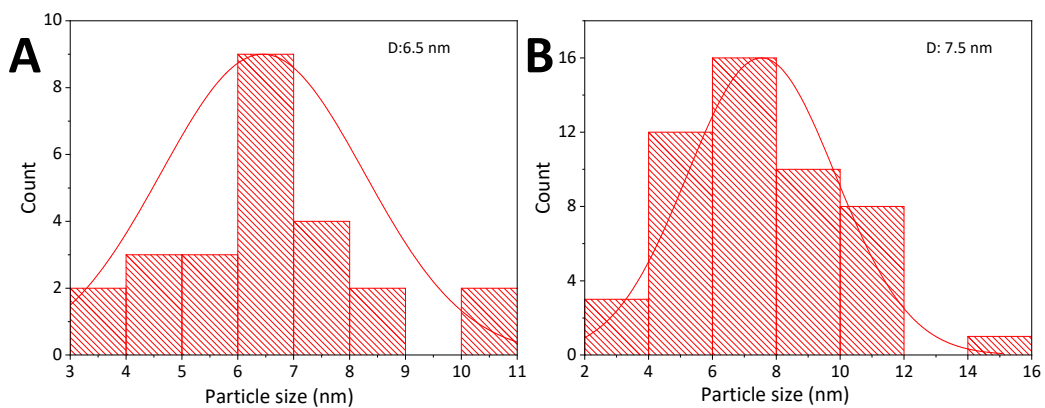 A
D:6.5 nm
10
8
6
4
2
0
Count
3 4 5 6 7 8 9 10 11
Particle size (nm)
B
D: 7.5 nm
16
12
8
4
0
Count
2 4 6 8 10 12 14 16
Particle size (nm)